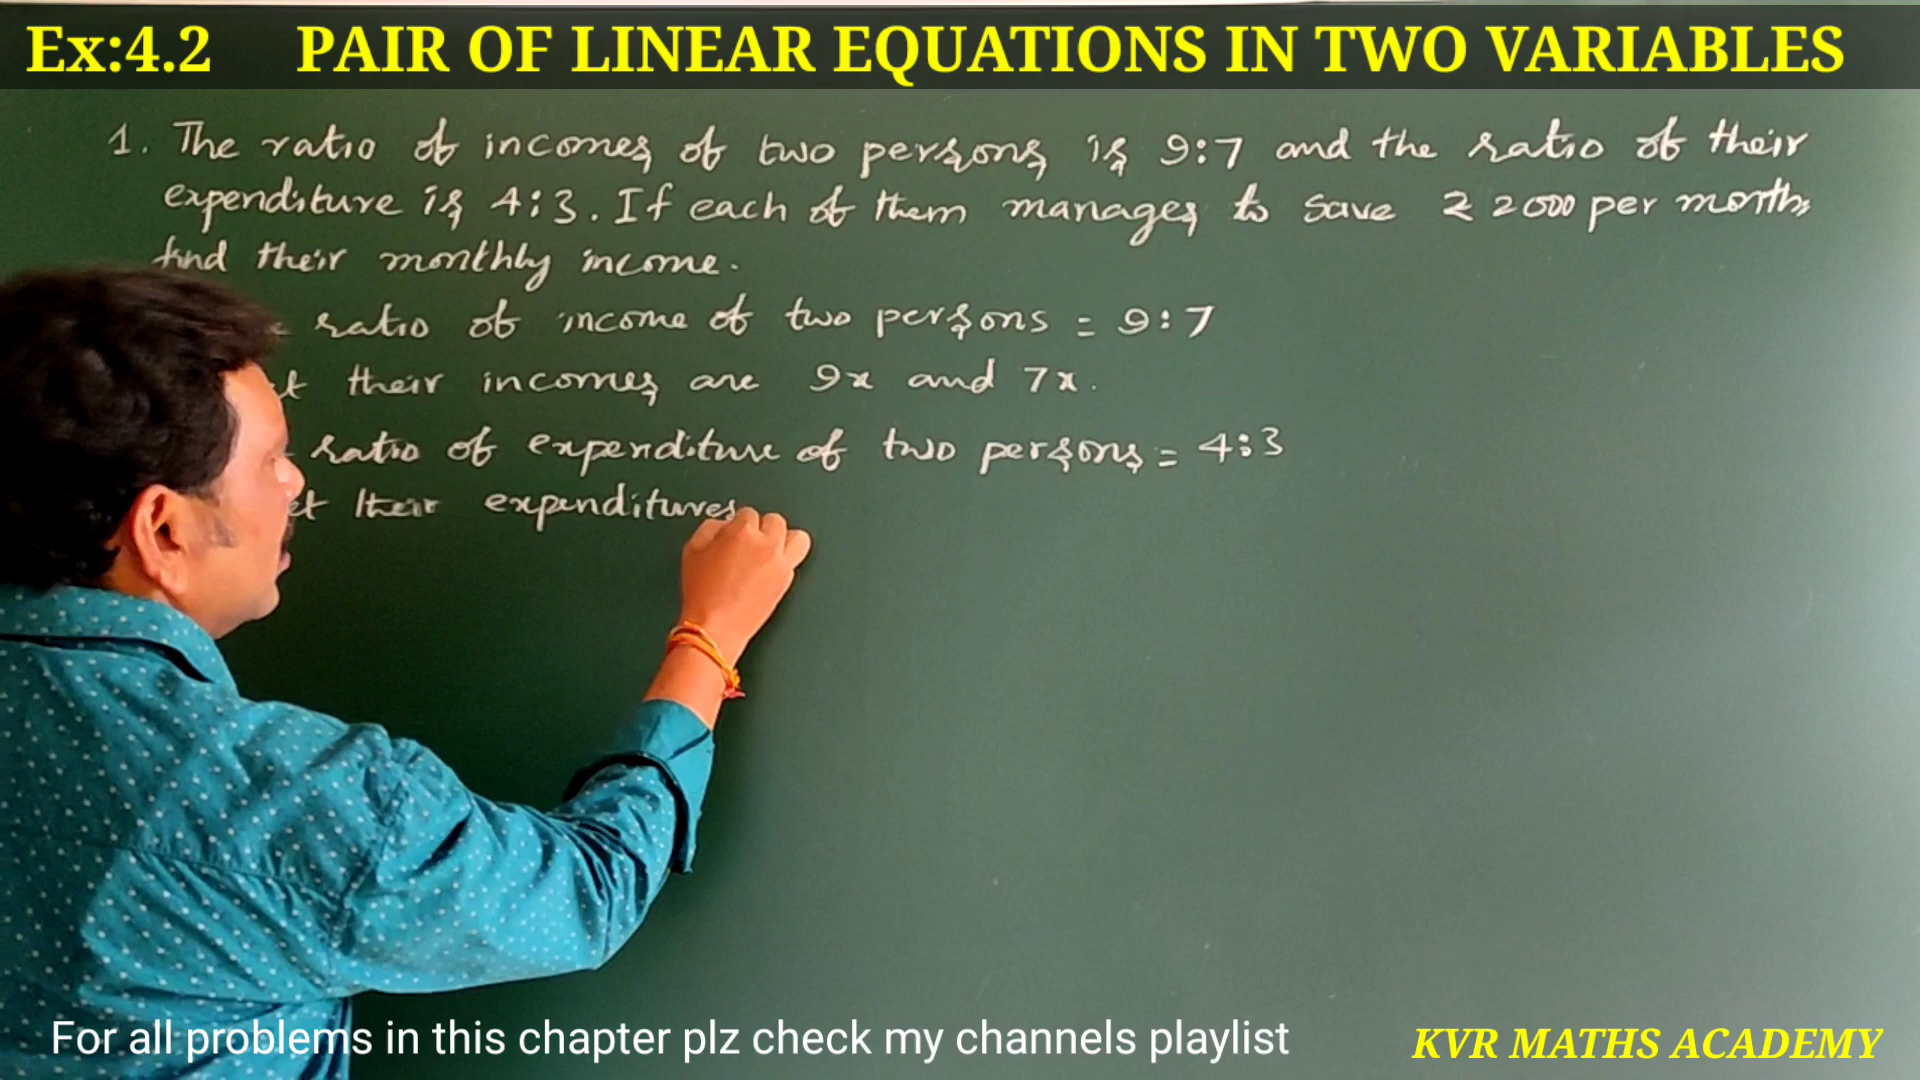 Ex:4.2 PAIR OF LINEAR EQUATIONS IN TWO VARIABLES
1. The ratio of incomes of two persons is 9:7 and the ratio of their
expenditure is 4:3. If each of them manages to save ₹ 2000 per month,
find their monthly income.
ratio of income of two persons = 9:7
their incomes are 9x and 7x.
ratio of expenditure of two persons = 4:3
their expenditures
For all problems in this chapter plz check my channels playlist
KVR MATHS ACADEMY